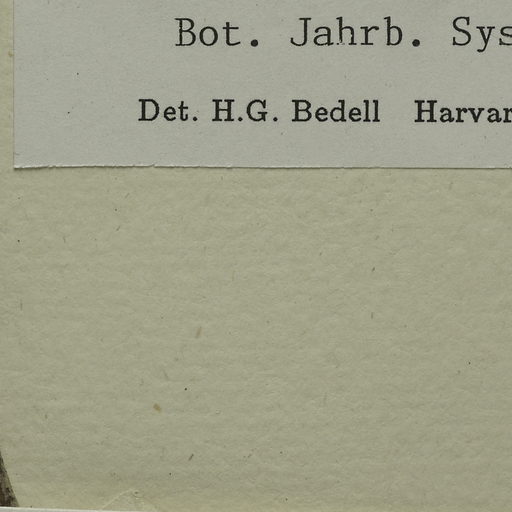 Bot. Jahrb. Sys
Det. H.G. Bedell Harvar